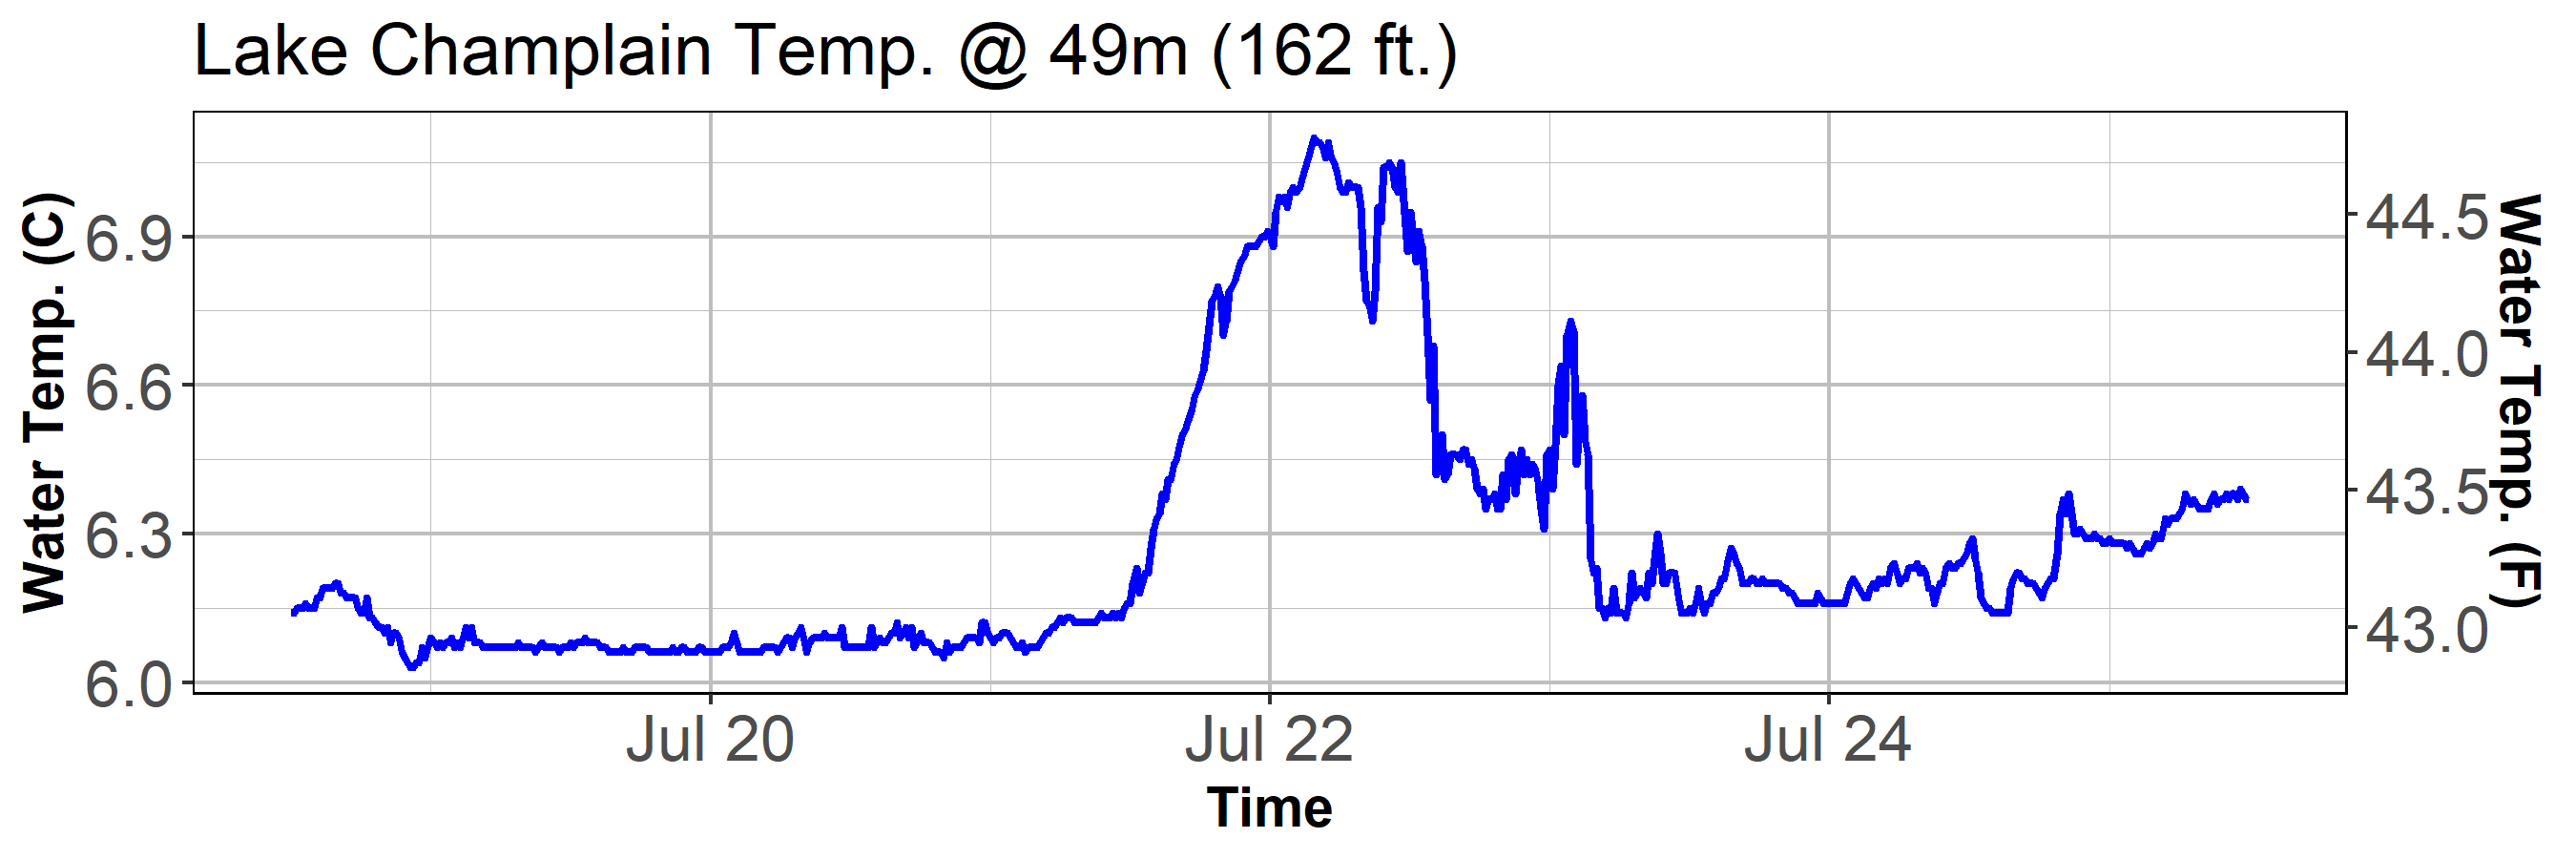 Lake Champlain Temp. @ 49m (162 ft.)
Water Temp. (C)
6.9
6.6
6.3
6.0
44.5
44.0
43.5
43.0
Water Temp. (F)
Jul 20 Jul 22 Jul 24
Time